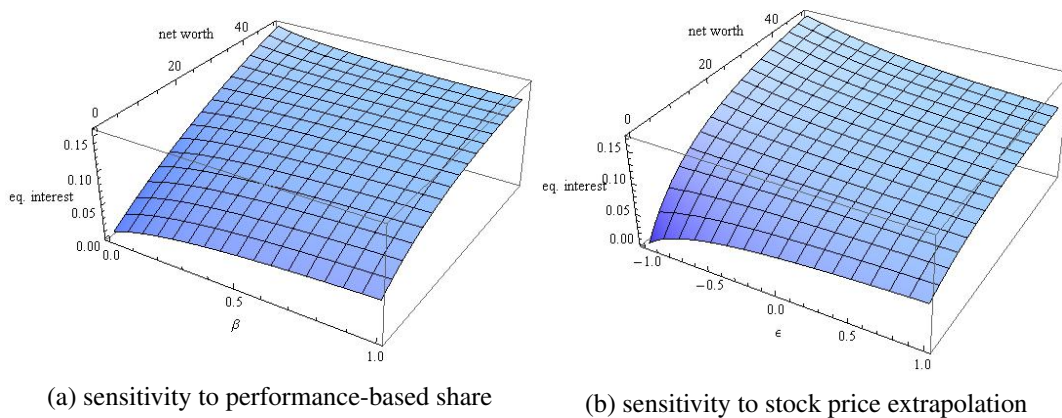 net worth
0
20
40
eq. interest
0.15
0.10
0.05
0.00
0.0
0.5
1.0
β
(a) sensitivity to performance-based share
net worth
0
20
40
eq. interest
0.15
0.10
0.05
0.00
−1.0
−0.5
0.0
0.5
1.0
ϵ
(b) sensitivity to stock price extrapolation